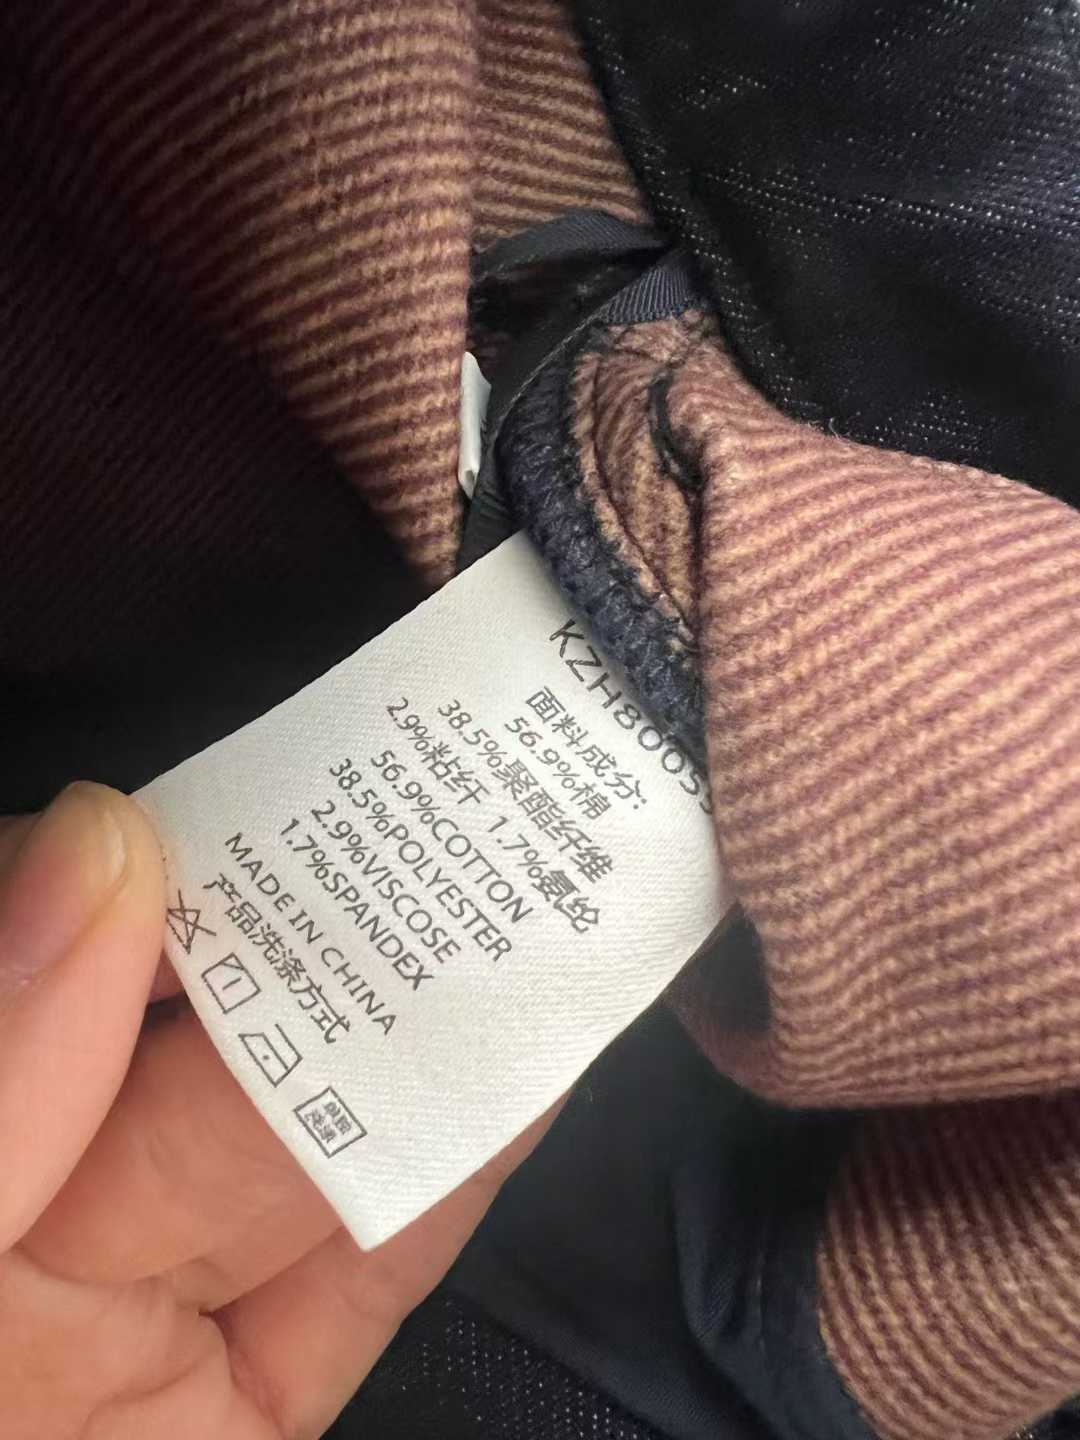 KZH8005
面料成分：
56.9%棉
38.5%聚酯纤维
2.9%粘纤 1.7%氨纶
56.9%COTTON
38.5%POLYESTER
2.9%VISCOSE
1.7%SPANDEX
MADE IN CHINA
产品洗涤方式